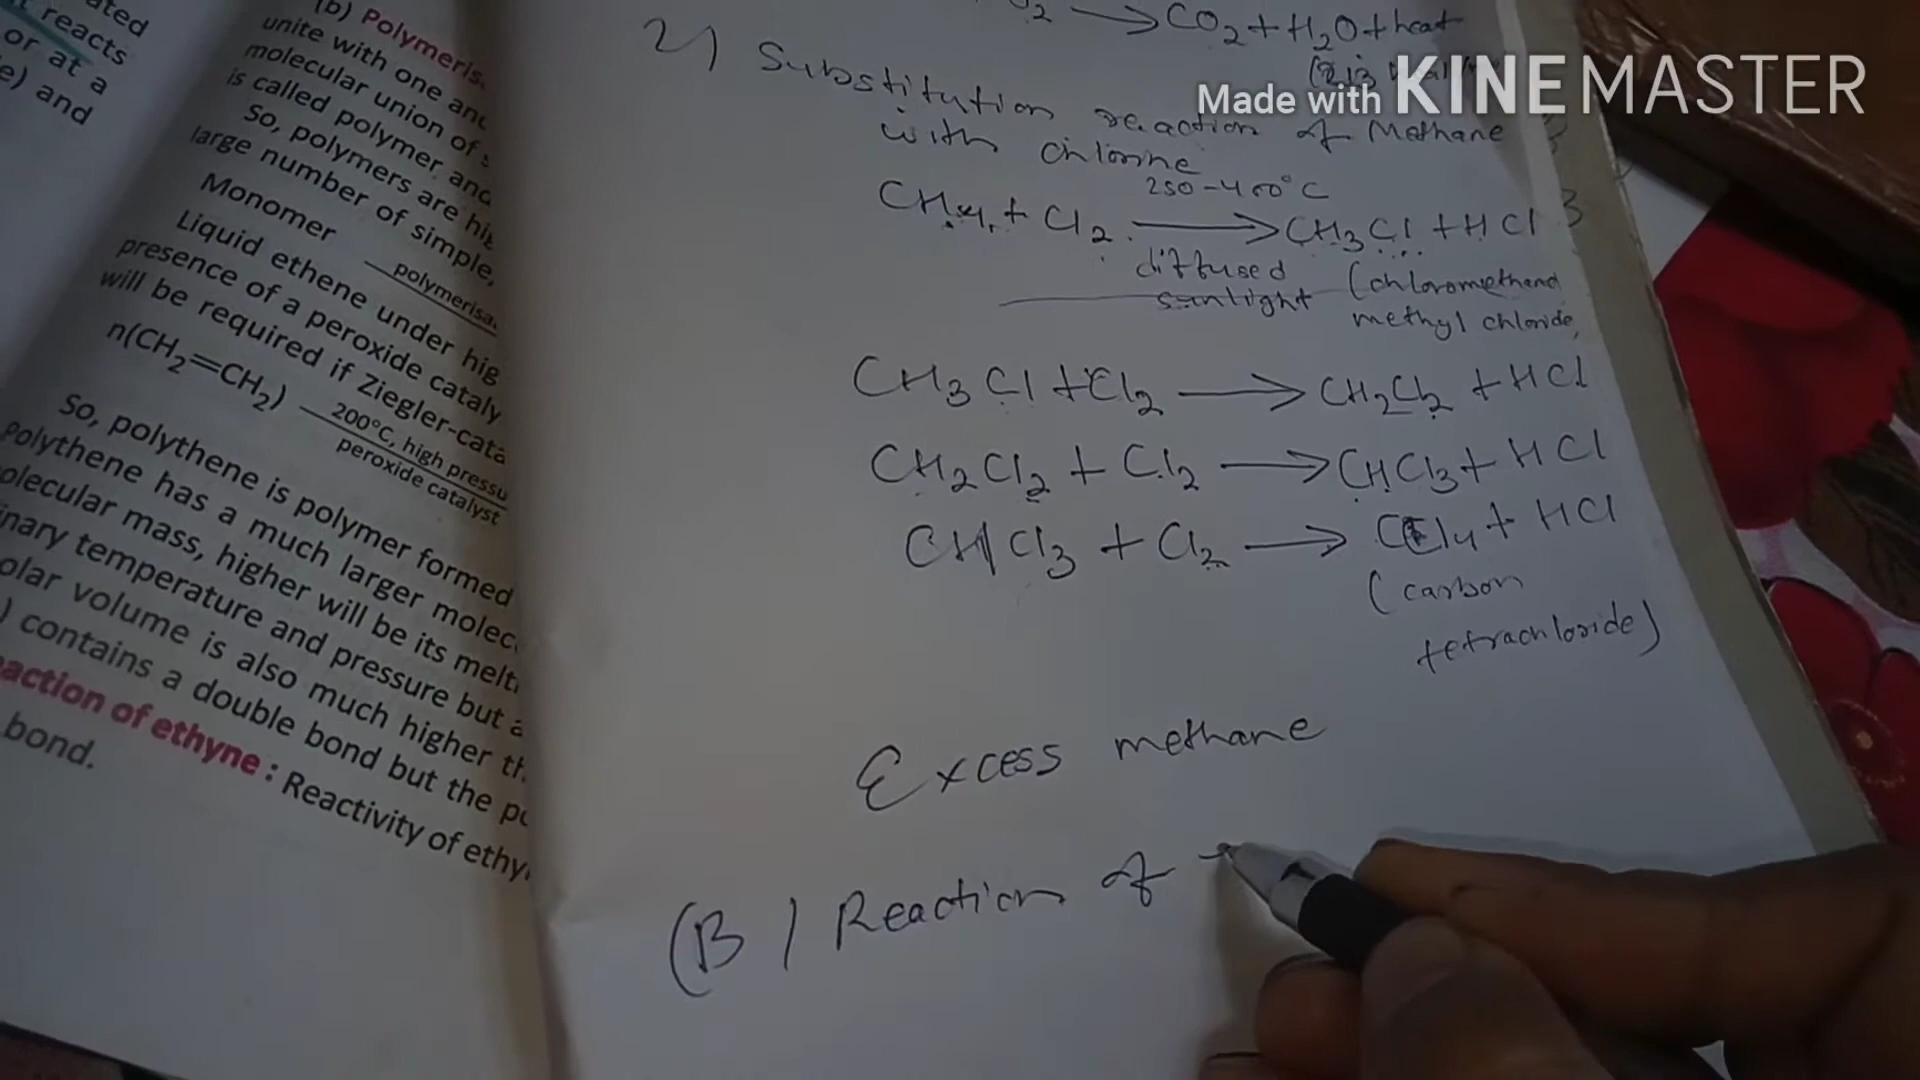 ated
t reacts
or at a
e) and
(b) Polymeris
unite with one and
molecular union of s
is called polymer, and
So, polymers are hig
large number of simple,
Monomer polymerisa
Liquid ethene under hig
presence of a peroxide cataly
will be required if Ziegler-cata
n(CH₂=CH₂) 200°C, high pressu
peroxide catalyst
So, polythene is polymer formed
Polythene has a much larger molec
olecular mass, higher will be its melti
inary temperature and pressure but a
olar volume is also much higher th
) contains a double bond but the po
eaction of ethyne : Reactivity of ethy
bond.
→ CO₂ + H₂O + heat
Made with KINEMASTER
2) Substitution reaction of Methane
with chlorine
250-400°C
CH₄ + Cl₂ → CH₃Cl + HCl
diffused (chloromethane
sunlight methyl chloride,
CH₃Cl + Cl₂ → CH₂Cl₂ + HCl
CH₂Cl₂ + Cl₂ → CHCl₃ + HCl
CHCl₃ + Cl₂ → CCl₄ + HCl
(carbon
tetrachloride)
Excess methane
(B) Reaction of